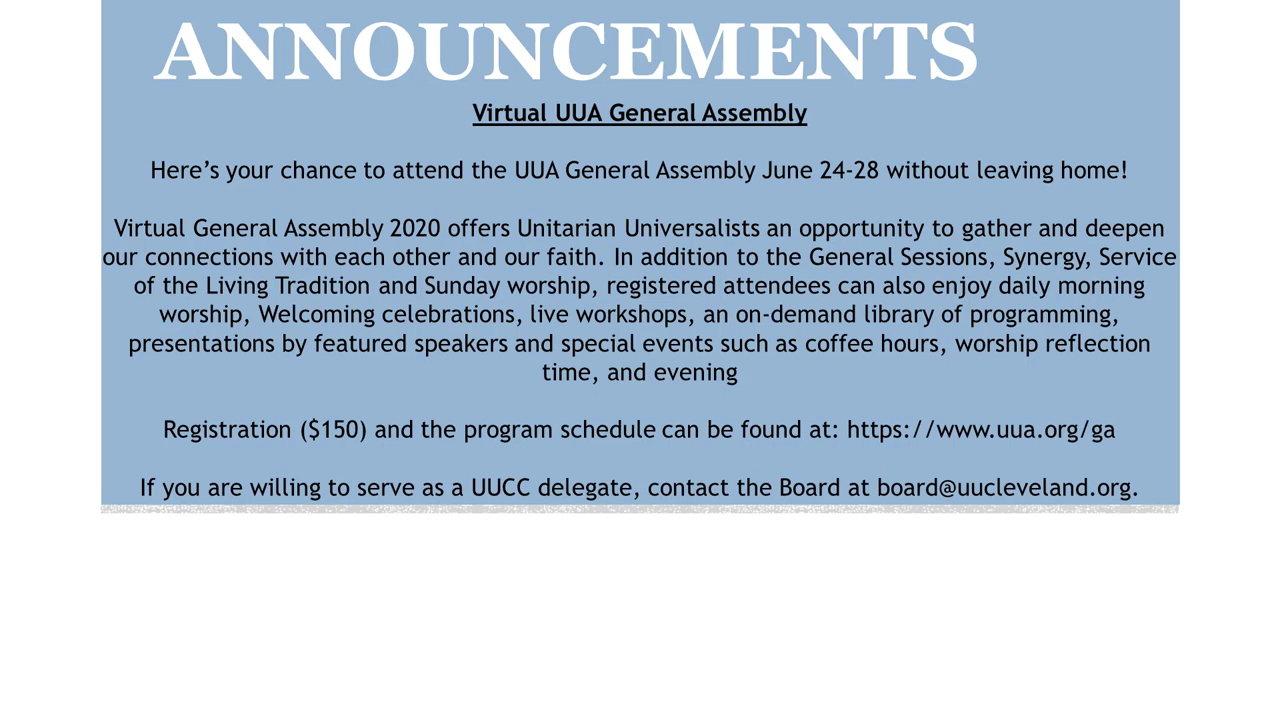 ANNOUNCEMENTS
Virtual UUA General Assembly
Here’s your chance to attend the UUA General Assembly June 24-28 without leaving home!
Virtual General Assembly 2020 offers Unitarian Universalists an opportunity to gather and deepen
our connections with each other and our faith. In addition to the General Sessions, Synergy, Service
of the Living Tradition and Sunday worship, registered attendees can also enjoy daily morning
worship, Welcoming celebrations, live workshops, an on-demand library of programming,
presentations by featured speakers and special events such as coffee hours, worship reflection
time, and evening
Registration ($150) and the program schedule can be found at: https://www.uua.org/ga
If you are willing to serve as a UUCC delegate, contact the Board at board@uucleveland.org.